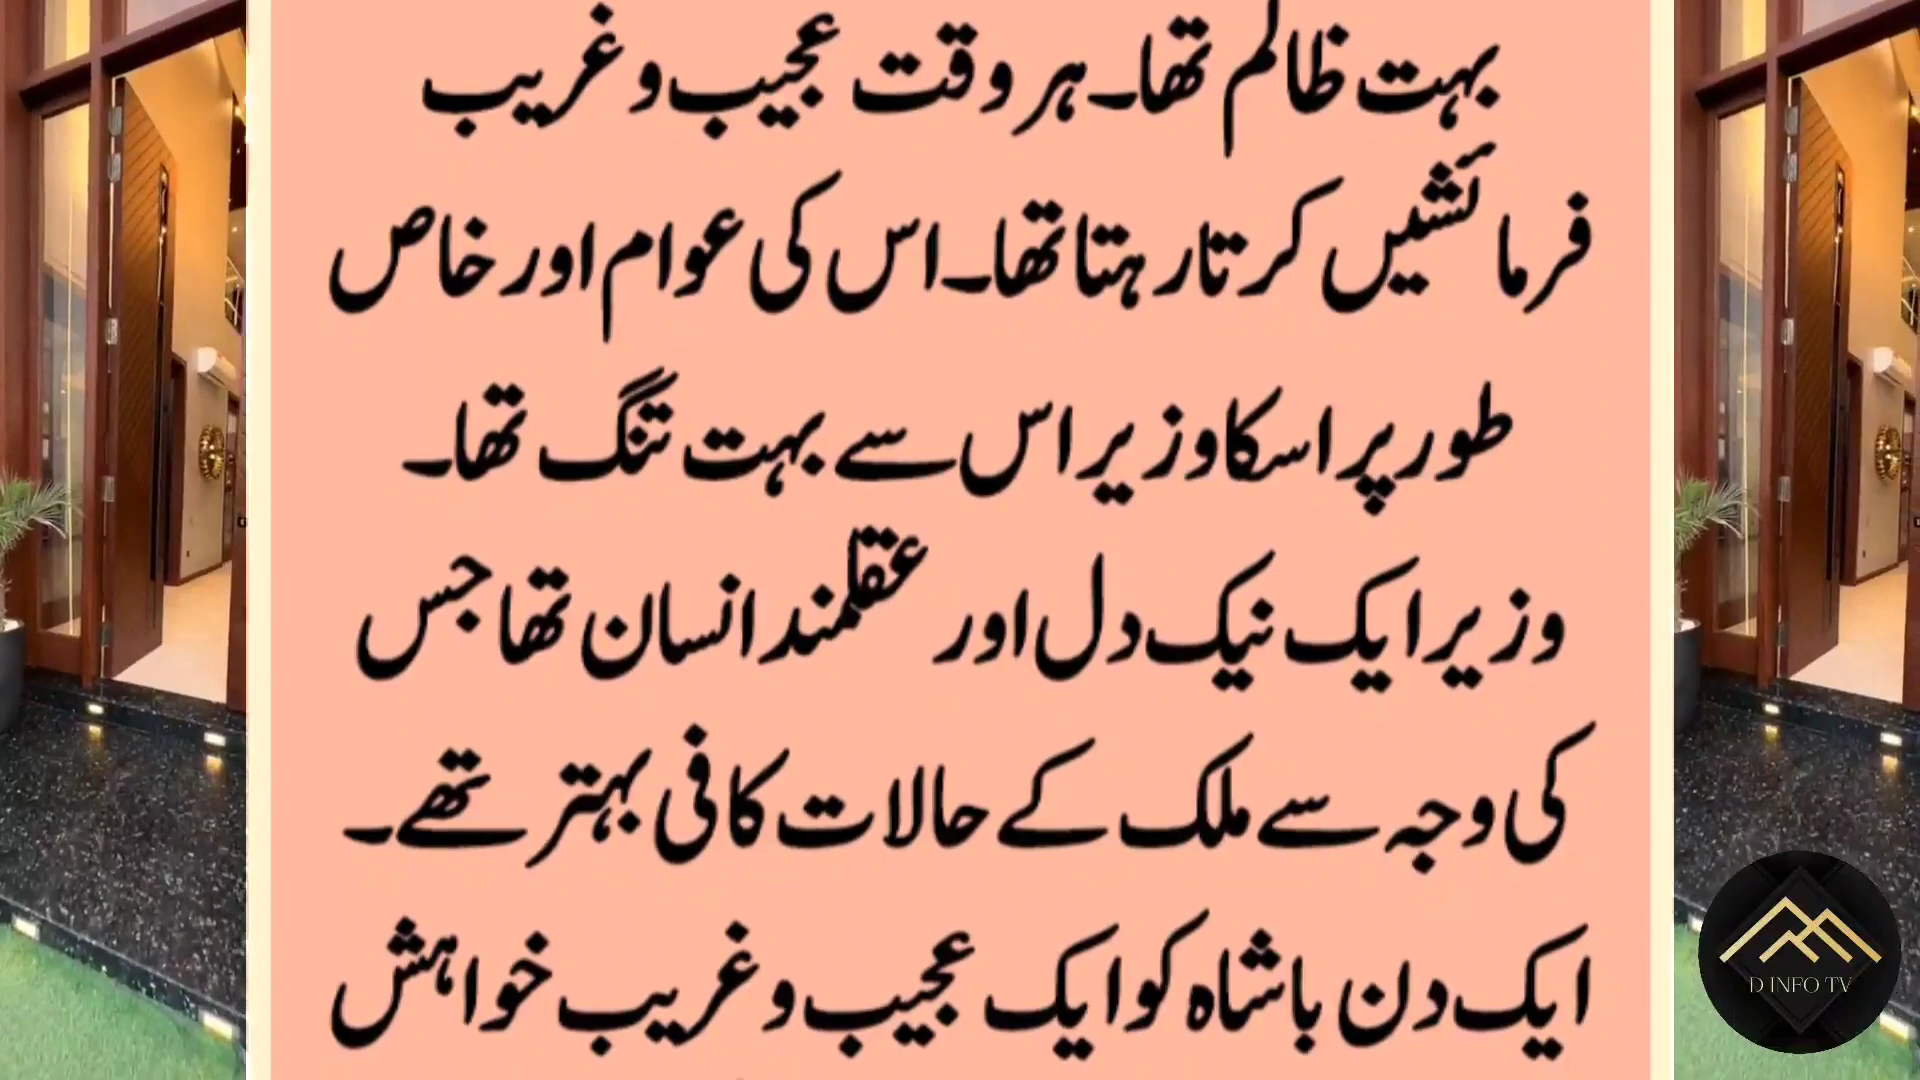 بہت ظالم تھا۔ ہر وقت عجیب و غریب
فرمائشیں کرتا رہتا تھا۔ اس کی عوام اور خاص
طور پر اسکا وزیر اس سے بہت تنگ تھا۔
وزیر ایک نیک دل اور عقلمند انسان تھا جس
کی وجہ سے ملک کے حالات کافی بہتر تھے۔
ایک دن باشاہ کو ایک عجیب و غریب خواہش
D INFO TV